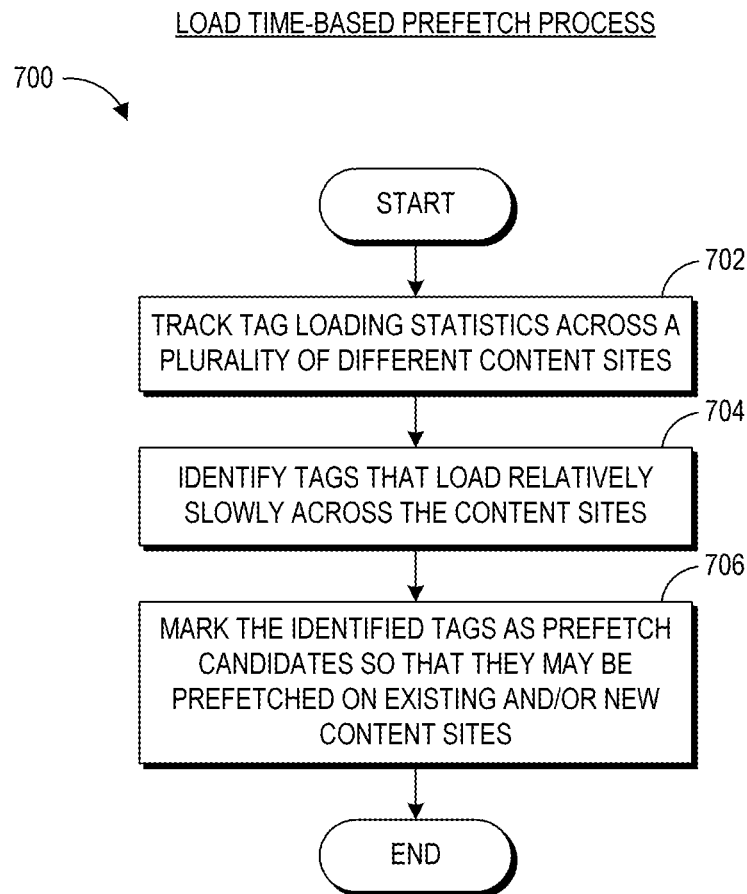 LOAD TIME-BASED PREFETCH PROCESS
700
START
702
TRACK TAG LOADING STATISTICS ACROSS A
PLURALITY OF DIFFERENT CONTENT SITES
704
IDENTIFY TAGS THAT LOAD RELATIVELY
SLOWLY ACROSS THE CONTENT SITES
706
MARK THE IDENTIFIED TAGS AS PREFETCH
CANDIDATES SO THAT THEY MAY BE
PREFETCHED ON EXISTING AND/OR NEW
CONTENT SITES
END